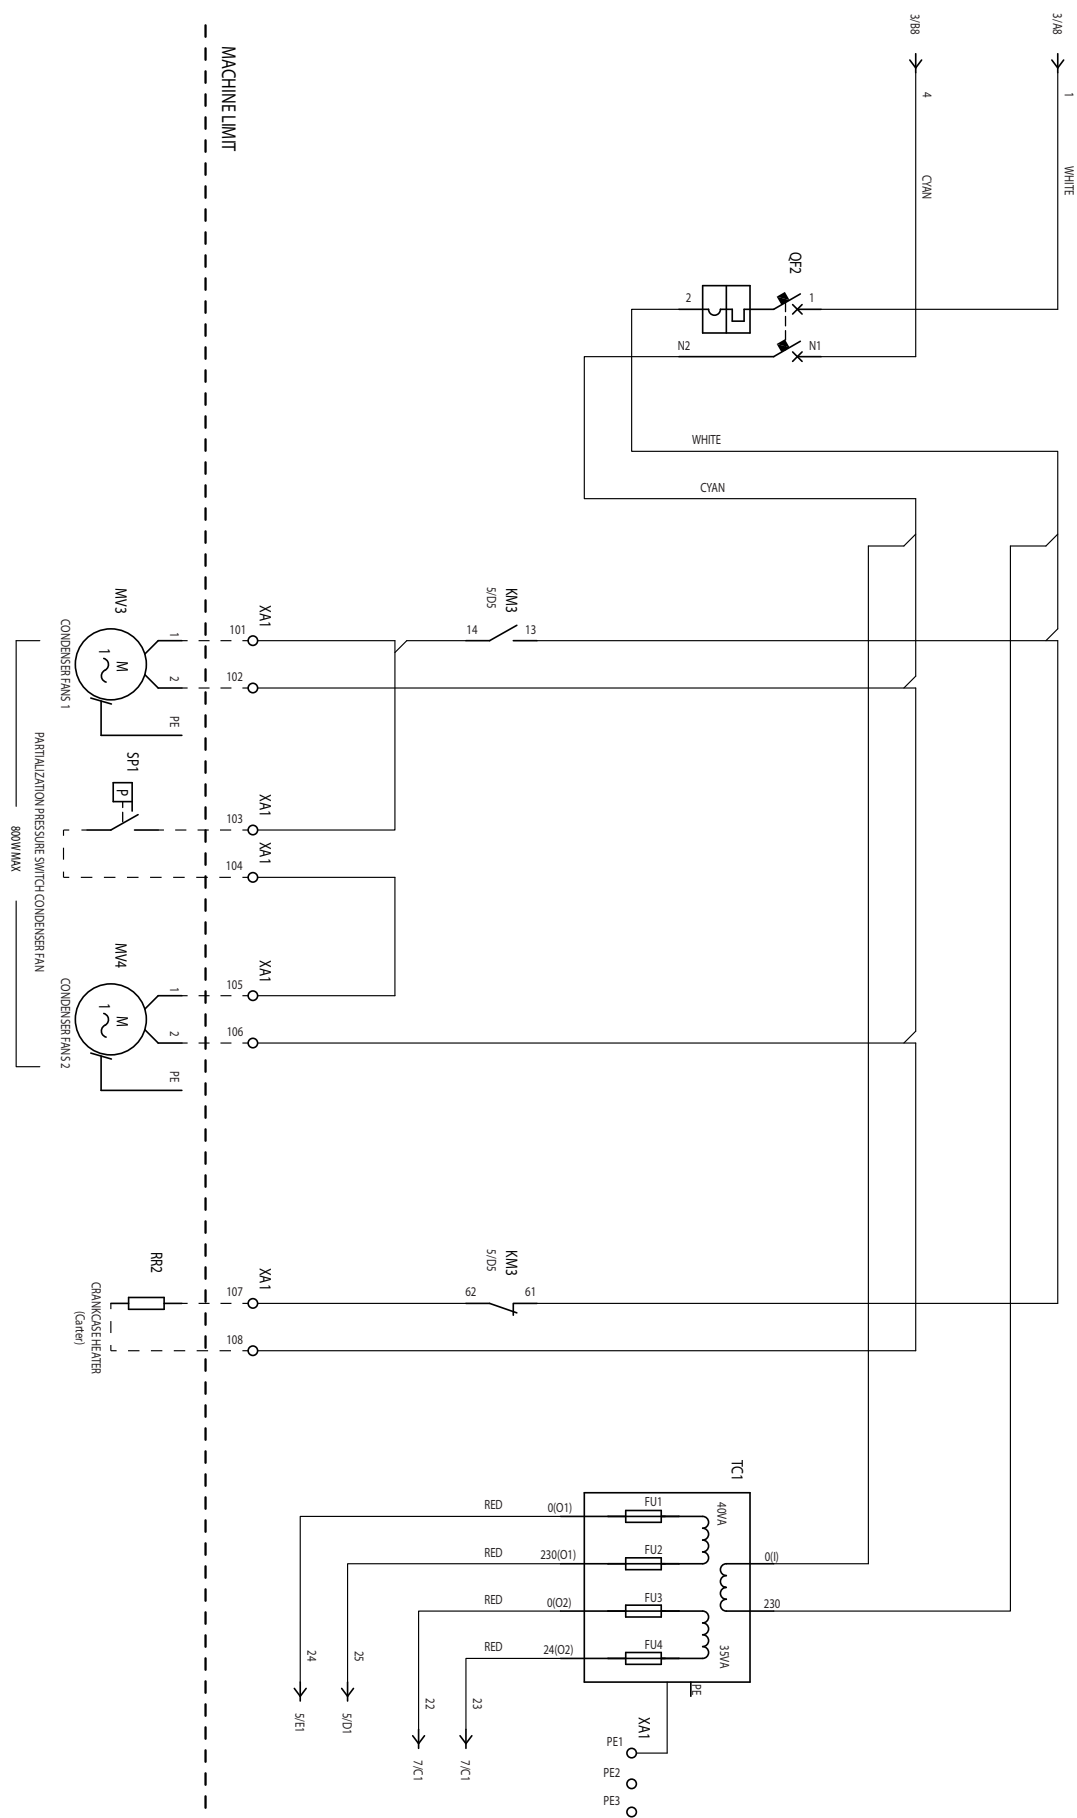 3/B8
3/A8
4
1
MACHINE LIMIT
CYAN
WHITE
QF2
2
1
N2
N1
WHITE
CYAN
MV3
M
1
1
2
PE
CONDENSER FANS 1
XA1
101
102
KM3
5/D5
14
13
SP1
P
PARTIALIZATION PRESSURE SWITCH CONDENSER FAN
800W MAX
XA1
103
XA1
104
MV4
M
1
1
2
PE
CONDENSER FANS 2
XA1
105
106
RR2
CRANKCASE HEATER
(Carter)
XA1
107
108
KM3
5/D5
62
61
TC1
40VA
35VA
FU1
FU2
FU3
FU4
0(I)
230
RED
0(O1)
RED
230(O1)
RED
0(O2)
RED
24(O2)
PE
24
5/E1
25
5/D1
22
7/C1
23
7/C1
XA1
PE1
PE2
PE3